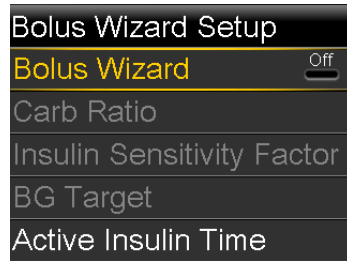 Bolus Wizard Setup
Bolus Wizard Off
Carb Ratio
Insulin Sensitivity Factor
BG Target
Active Insulin Time